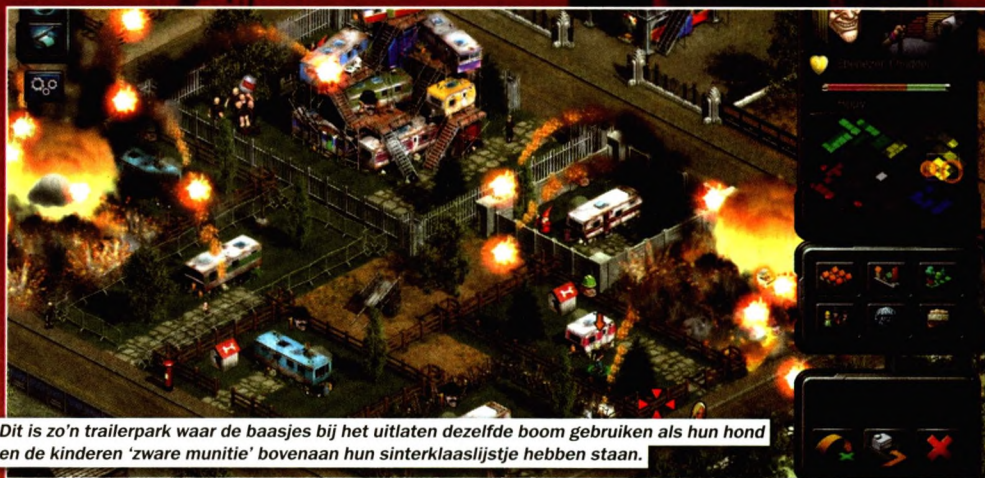 Dit is zo'n trailerpark waar de baasjes bij het uitlaten dezelfde boom gebruiken als hun hond
en de kinderen 'zware munitie' bovenaan hun sinterklaaslijstje hebben staan.